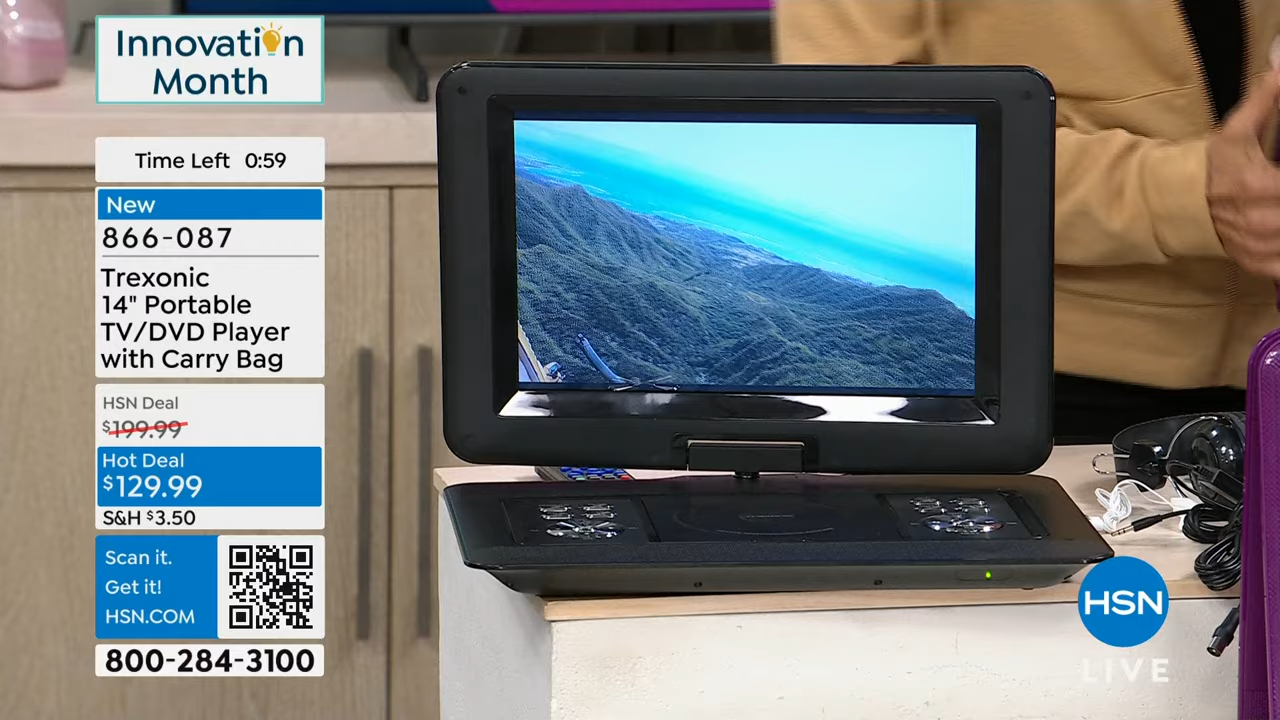 Innovation
Month
Time Left 0:59
New
866-087
Trexonic
14" Portable
TV/DVD Player
with Carry Bag
HSN Deal
$199.99
Hot Deal
$129.99
S&H $3.50
Scan it.
Get it!
HSN.COM
800-284-3100
HSN
LIVE